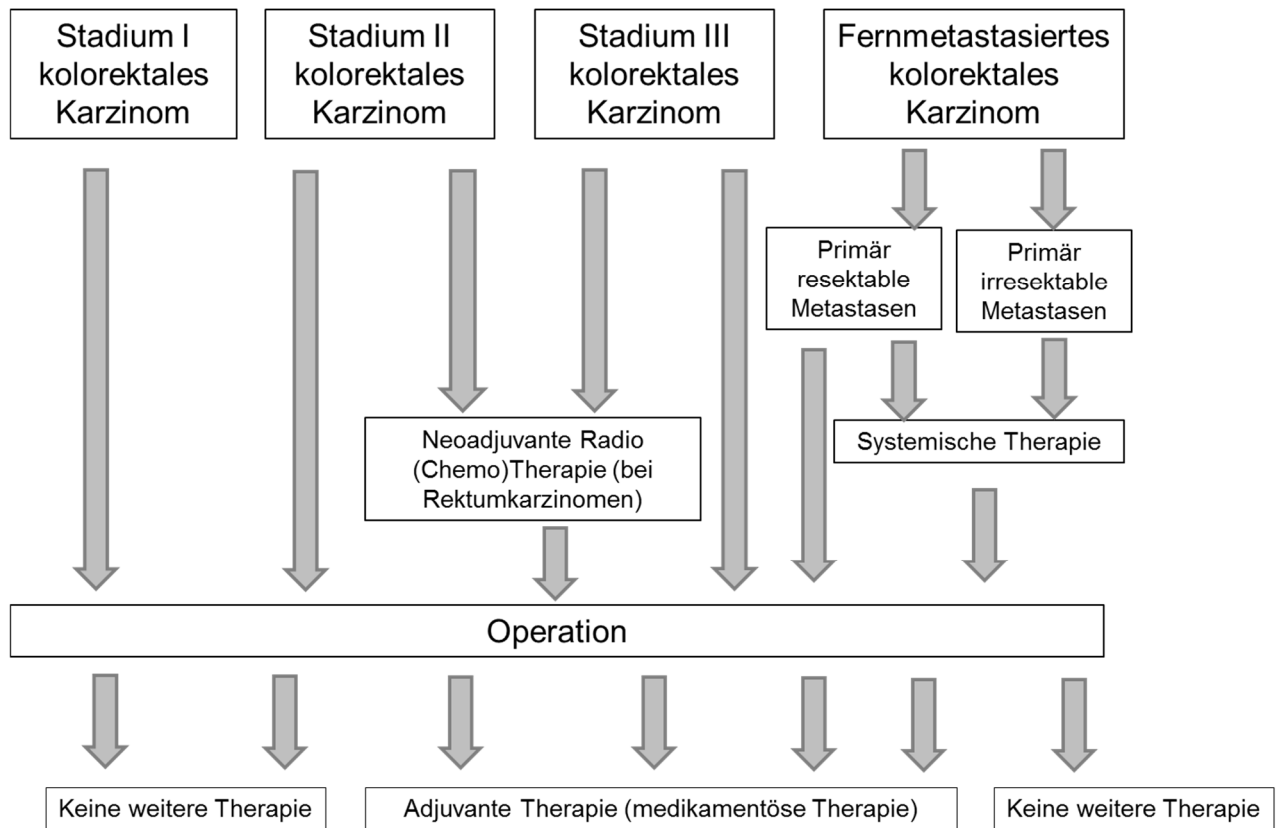 Stadium I
kolorektales
Karzinom
Stadium II
kolorektales
Karzinom
Stadium III
kolorektales
Karzinom
Fernmetastasiertes
kolorektales
Karzinom
Primär
resektable
Metastasen
Primär
irresektable
Metastasen
Neoadjuvante Radio
(Chemo)Therapie (bei
Rektumkarzinomen)
Systemische Therapie
Operation
Keine weitere Therapie
Adjuvante Therapie (medikamentöse Therapie)
Keine weitere Therapie